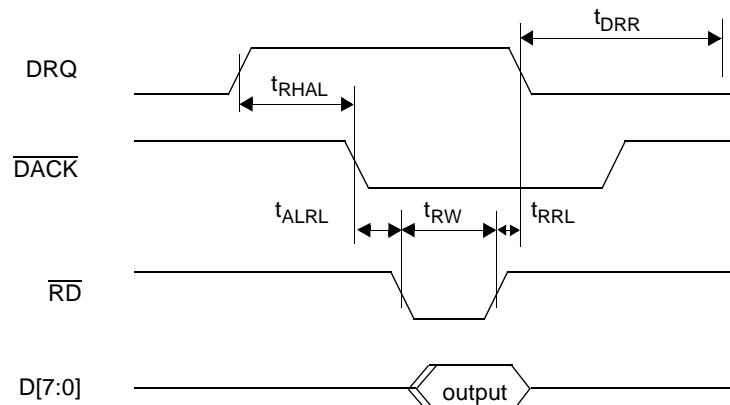 DRQ
tDRR
tRHAL
DACK
tALRL
tRW
tRRL
RD
D[7:0]
output